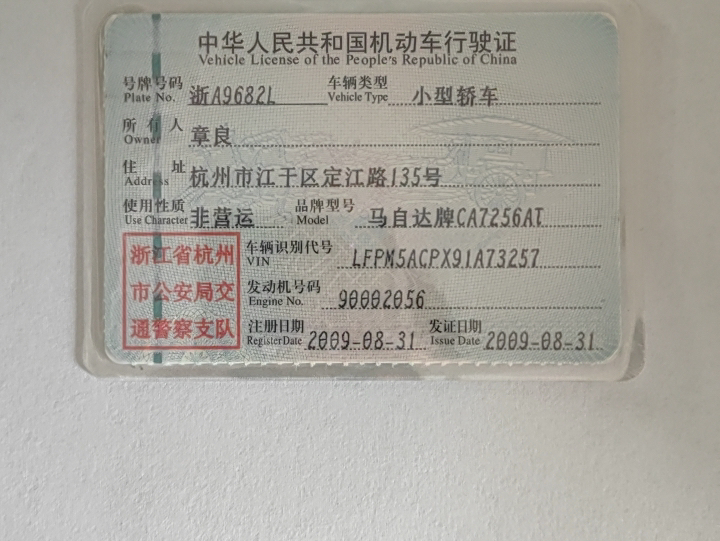 中华人民共和国机动车行驶证
Vehicle License of the People's Republic of China
号牌号码 浙A9682L 车辆类型 小型轿车
Plate No. Vehicle Type
所有人 章良
Owner
住址 杭州市江干区定江路135号
Address
使用性质 非营运 品牌型号 马自达牌CA7256AT
Use Character Model
浙江省杭州
市公安局交
通警察支队
车辆识别代号 LFPM5ACPX91A73257
VIN
发动机号码 90002056
Engine No.
注册日期 2009-08-31 发证日期 2009-08-31
Register Date Issue Date